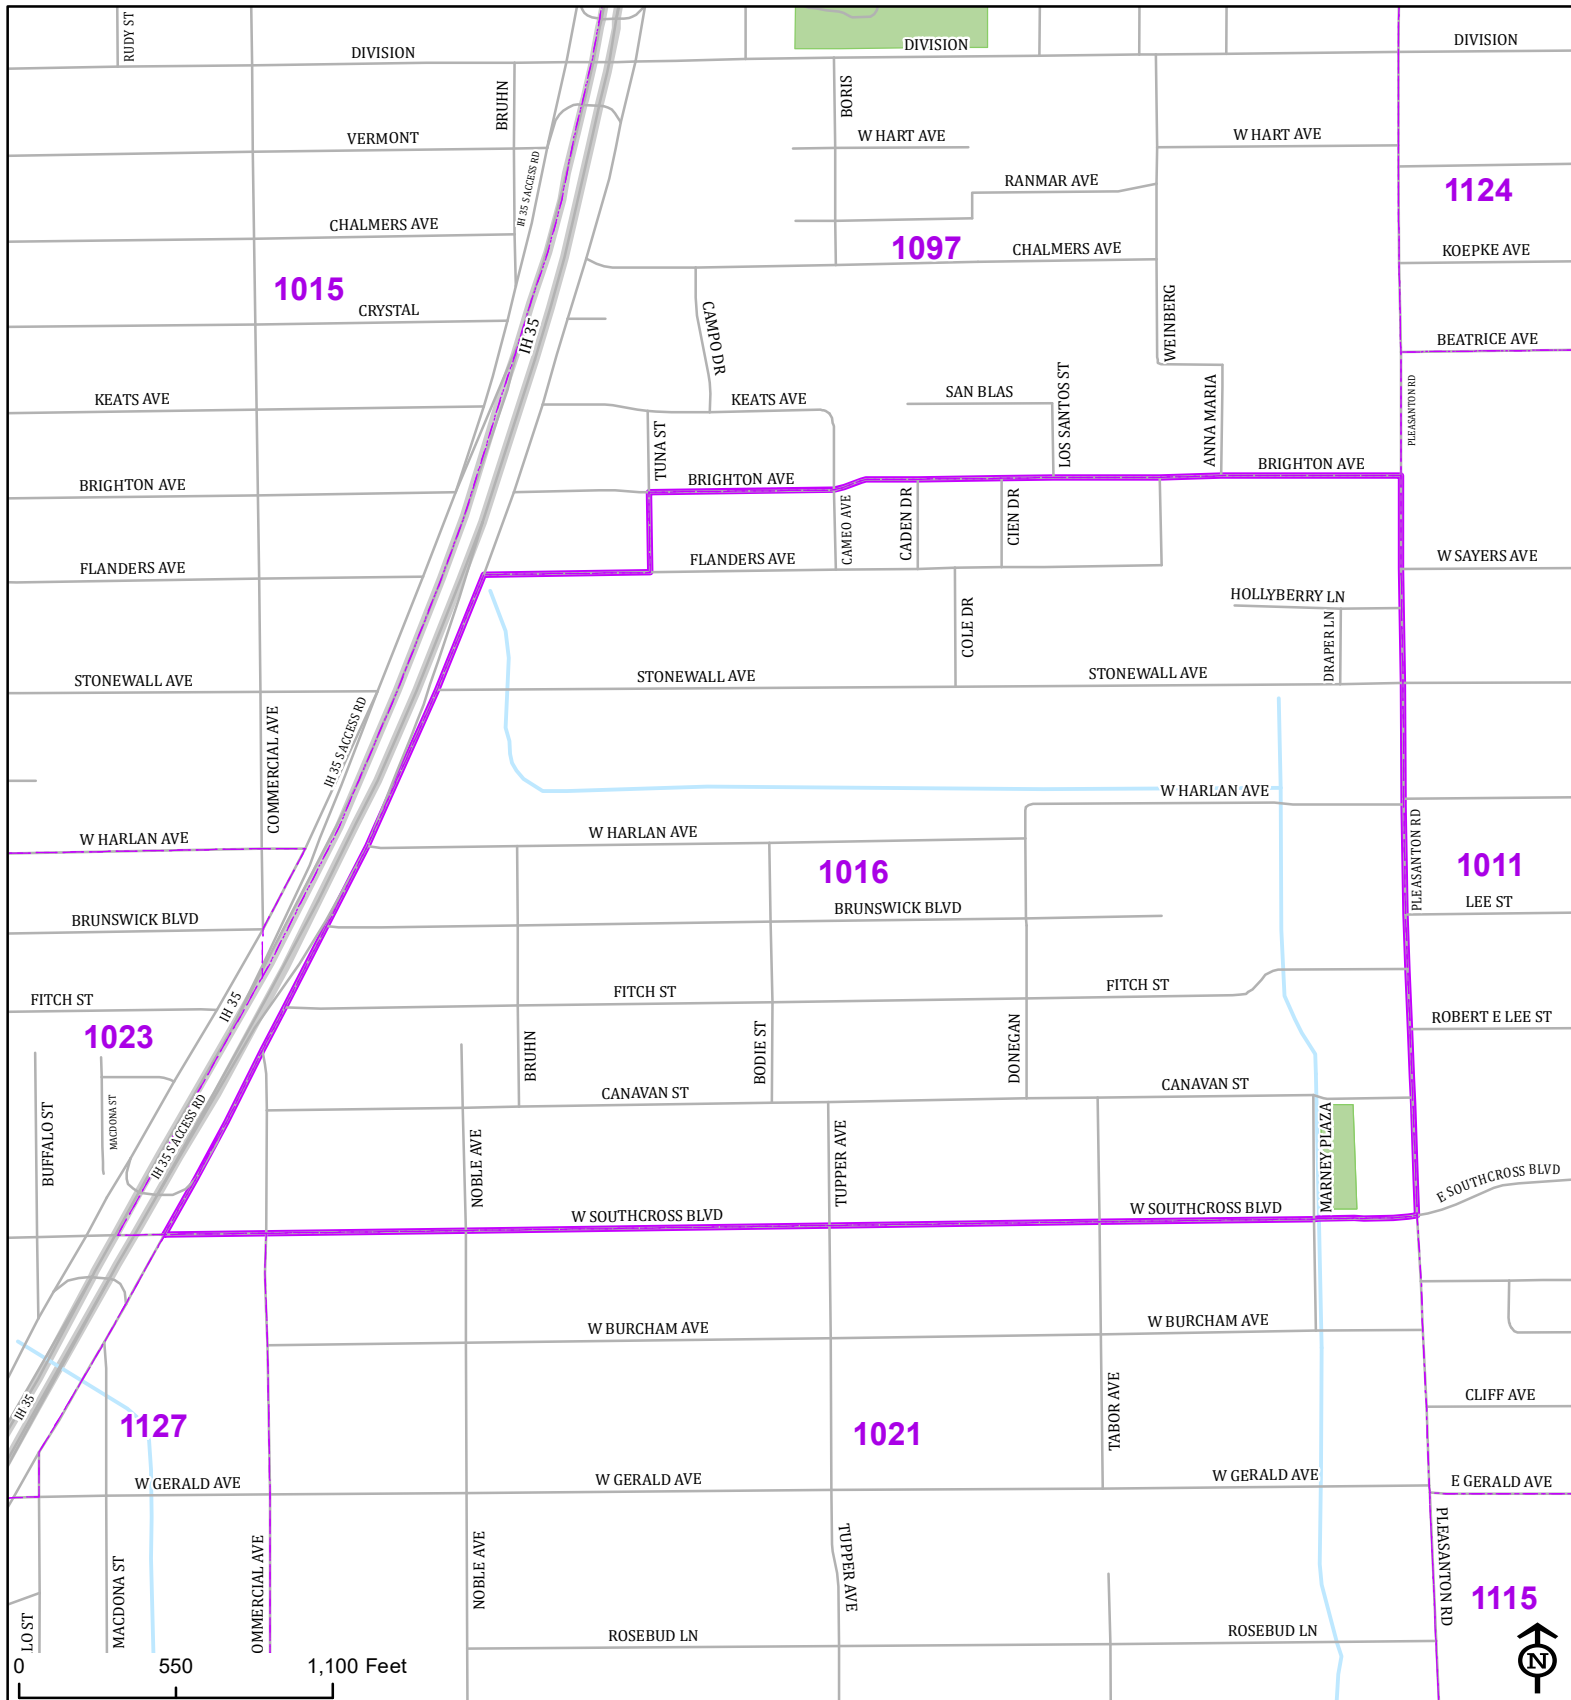 RUDY ST
DIVISION
DIVISION
DIVISION
BRUHN
BORIS
VERMONT
W HART AVE
W HART AVE
IH 35 S ACCESS RD
RANMAR AVE
1124
CHALMERS AVE
1097
CHALMERS AVE
KOEPKE AVE
1015
CRYSTAL
IH 35
CAMPO DR
WEINBERG
BEATRICE AVE
KEATS AVE
KEATS AVE
SAN BLAS
LOS SANTOS ST
ANNA MARIA
PLEASANTON RD
TUNA ST
BRIGHTON AVE
BRIGHTON AVE
BRIGHTON AVE
CAMEO AVE
CADEN DR
CIEN DR
FLANDERS AVE
FLANDERS AVE
W SAYERS AVE
HOLLYBERRY LN
COLE DR
DRAPER LN
STONEWALL AVE
STONEWALL AVE
STONEWALL AVE
COMMERCIAL AVE
IH 35 S ACCESS RD
W HARLAN AVE
W HARLAN AVE
W HARLAN AVE
PLEASANTON RD
1016
1011
BRUNSWICK BLVD
BRUNSWICK BLVD
LEE ST
FITCH ST
IH 35
FITCH ST
FITCH ST
1023
BRUHN
BODIE ST
DONEGAN
ROBERT E LEE ST
CANAVAN ST
CANAVAN ST
BUFFALO ST
MACDONA ST
IH 35 S ACCESS RD
NOBLE AVE
TUPPER AVE
MARNEY PLAZA
E SOUTHCROSS BLVD
W SOUTHCROSS BLVD
W SOUTHCROSS BLVD
W BURCHAM AVE
W BURCHAM AVE
IH 35
TABOR AVE
CLIFF AVE
1127
1021
W GERALD AVE
W GERALD AVE
W GERALD AVE
E GERALD AVE
LO ST
MACDONA ST
OMMERCIAL AVE
NOBLE AVE
TUPPER AVE
PLEASANTON RD
1115
ROSEBUD LN
ROSEBUD LN
0 550 1,100 Feet
N